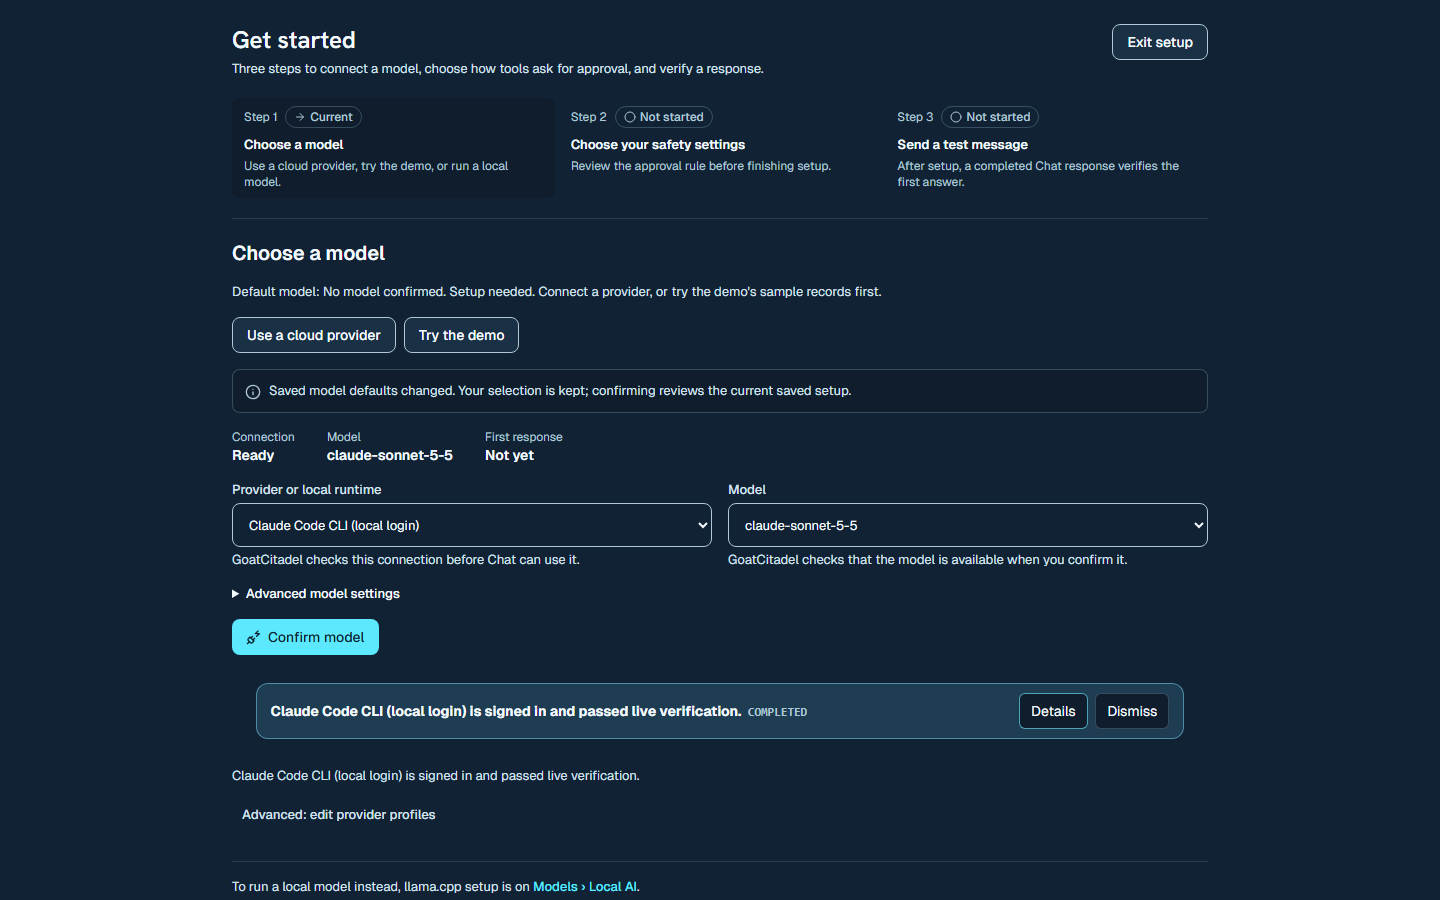 Get started
Exit setup
Three steps to connect a model, choose how tools ask for approval, and verify a response.
Step 1 Current
Choose a model
Use a cloud provider, try the demo, or run a local
model.
Step 2 Not started
Choose your safety settings
Review the approval rule before finishing setup.
Step 3 Not started
Send a test message
After setup, a completed Chat response verifies the
first answer.
Choose a model
Default model: No model confirmed. Setup needed. Connect a provider, or try the demo's sample records first.
Use a cloud provider
Try the demo
Saved model defaults changed. Your selection is kept; confirming reviews the current saved setup.
Connection
Ready
Model
claude-sonnet-5-5
First response
Not yet
Provider or local runtime
Claude Code CLI (local login)
GoatCitadel checks this connection before Chat can use it.
Model
claude-sonnet-5-5
GoatCitadel checks that the model is available when you confirm it.
Advanced model settings
Confirm model
Claude Code CLI (local login) is signed in and passed live verification. COMPLETED
Details
Dismiss
Claude Code CLI (local login) is signed in and passed live verification.
Advanced: edit provider profiles
To run a local model instead, llama.cpp setup is on Models › Local AI.